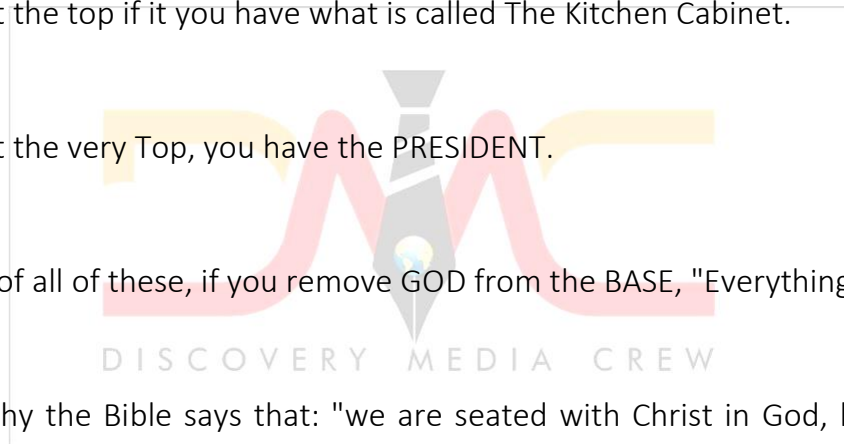 the top if it you have what is called The Kitchen Cabinet.
the very Top, you have the PRESIDENT.
of all of these, if you remove GOD from the BASE, "Everything
DISCOVERY MEDIA CREW
hy the Bible says that: "we are seated with Christ in God,